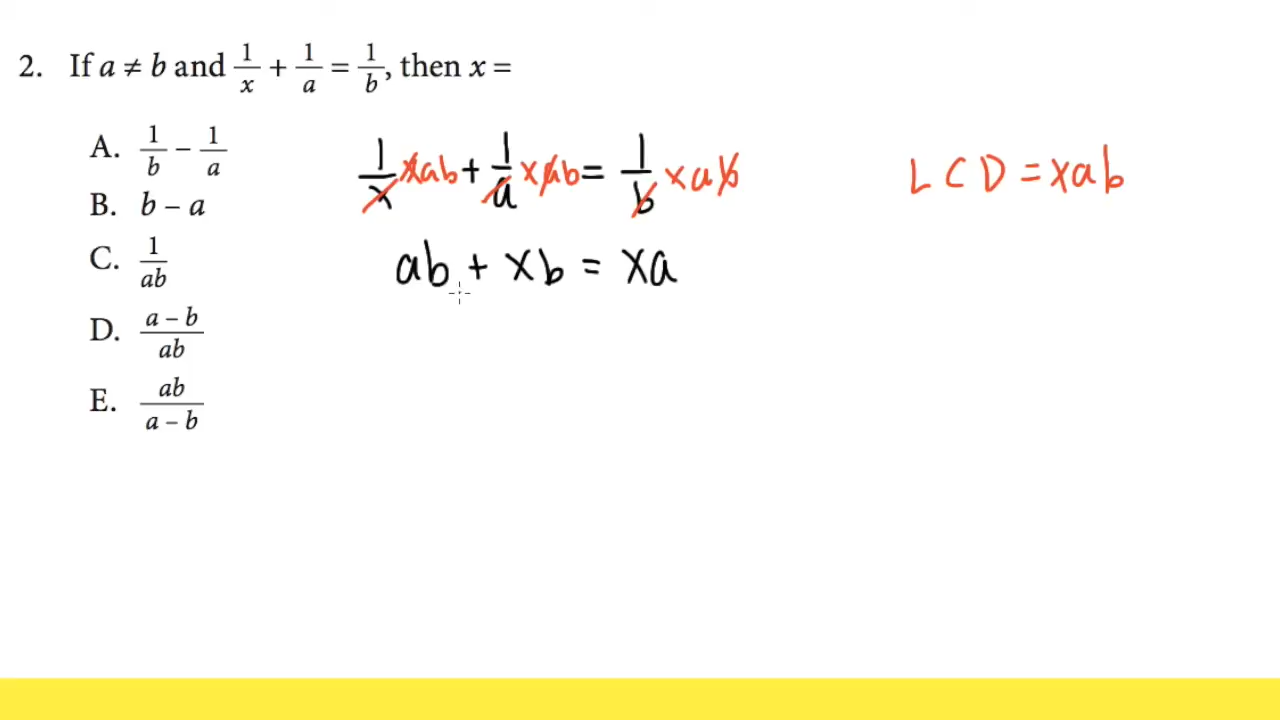 2. If a ≠ b and 1/x + 1/a = 1/b, then x =
A. 1/b − 1/a
B. b − a
C. 1/ab
D. (a − b)/ab
E. ab/(a − b)
1/x xab + 1/a xab = 1/b xab
LCD = xab
ab + xb = xa